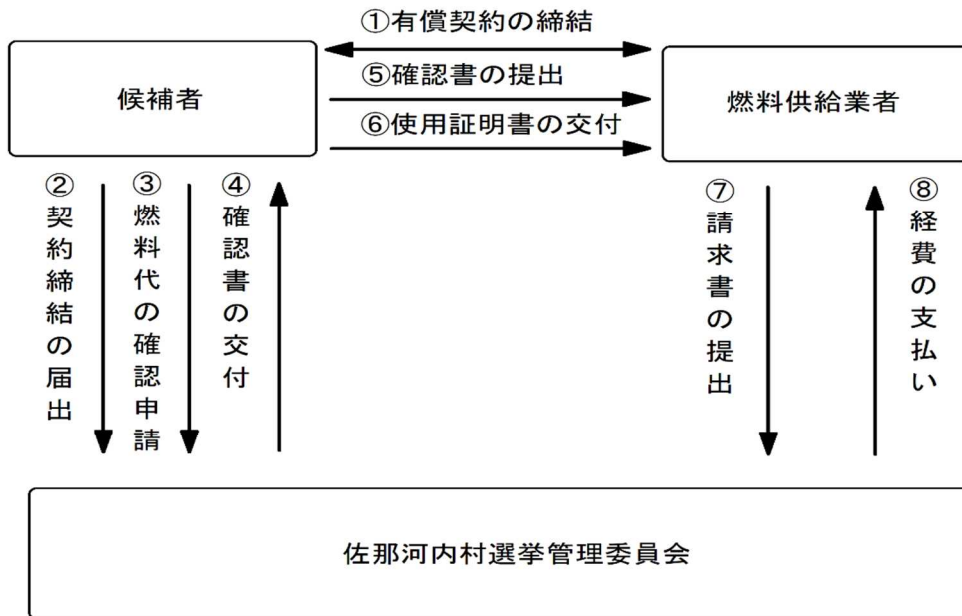 ①有償契約の締結
候補者
⑤確認書の提出
燃料供給業者
⑥使用証明書の交付
②契約締結の届出
③燃料代の確認申請
④確認書の交付
⑦請求書の提出
⑧経費の支払い
佐那河内村選挙管理委員会